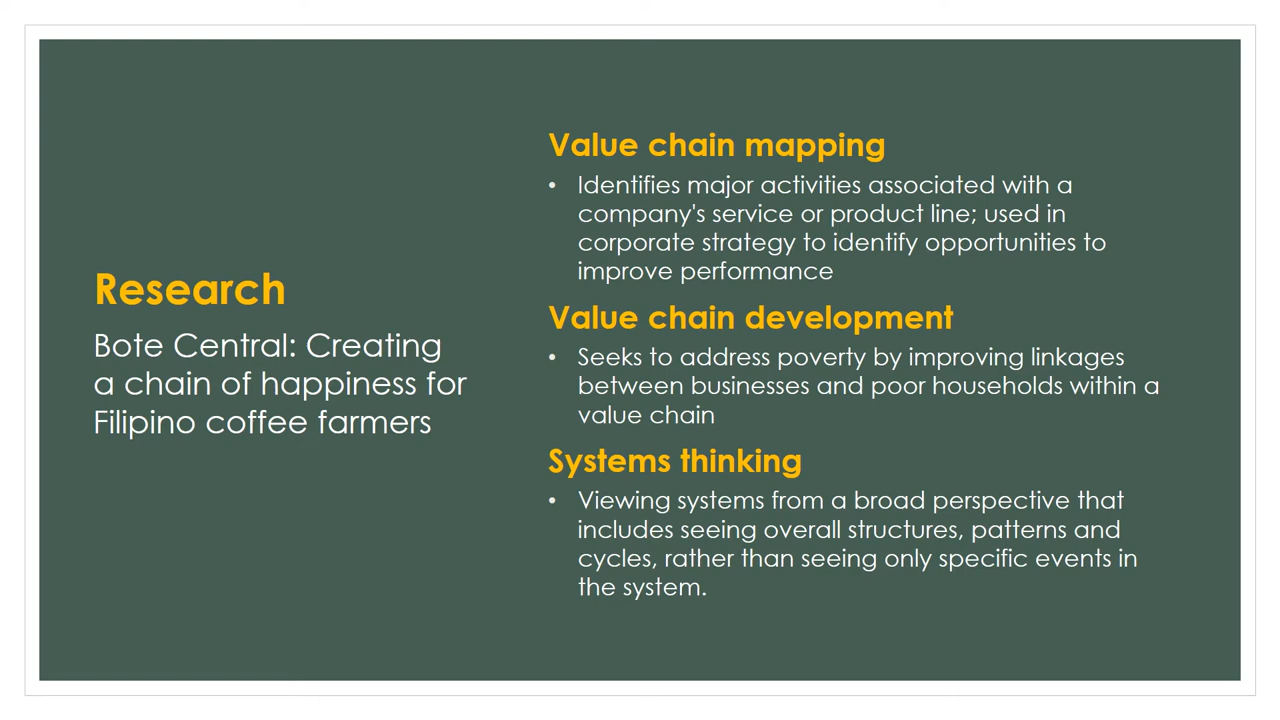 Research
Bote Central: Creating
a chain of happiness for
Filipino coffee farmers
Value chain mapping
• Identifies major activities associated with a
company's service or product line; used in
corporate strategy to identify opportunities to
improve performance
Value chain development
• Seeks to address poverty by improving linkages
between businesses and poor households within a
value chain
Systems thinking
• Viewing systems from a broad perspective that
includes seeing overall structures, patterns and
cycles, rather than seeing only specific events in
the system.